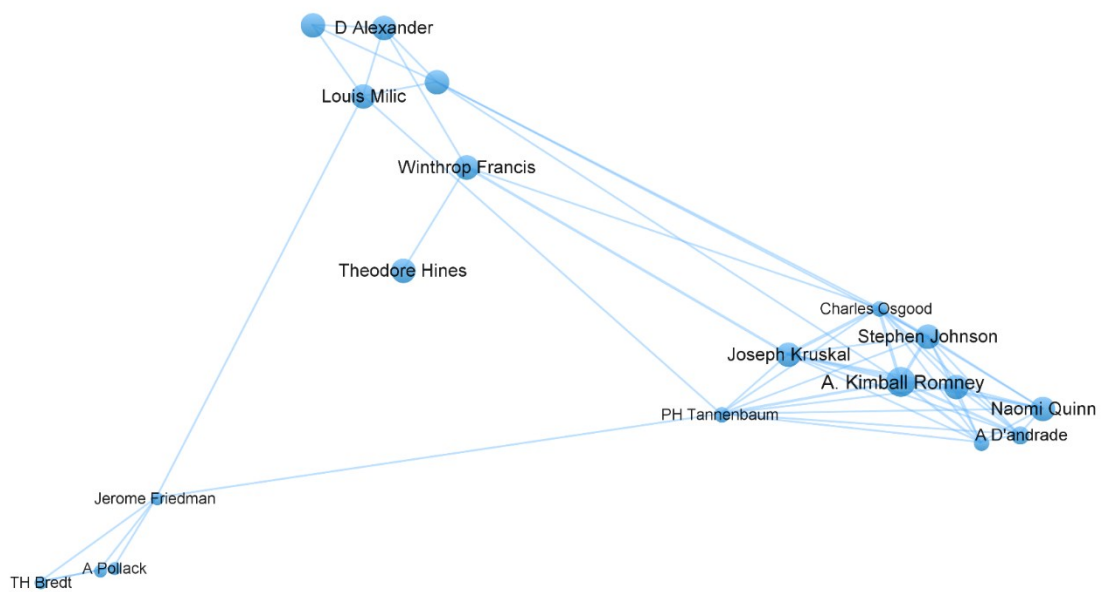 D Alexander
Louis Milic
Winthrop Francis
Theodore Hines
Charles Osgood
Stephen Johnson
Joseph Kruskal
A. Kimball Romney
Naomi Quinn
PH Tannenbaum
A D'andrade
Jerome Friedman
A Pollack
TH Bredt